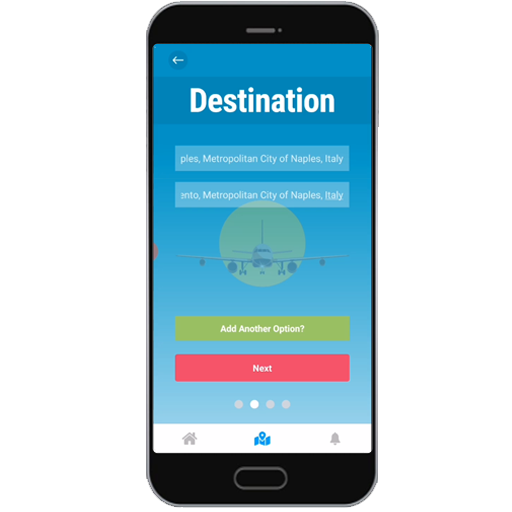 Destination
ples, Metropolitan City of Naples, Italy
ento, Metropolitan City of Naples, Italy
Add Another Option?
Next